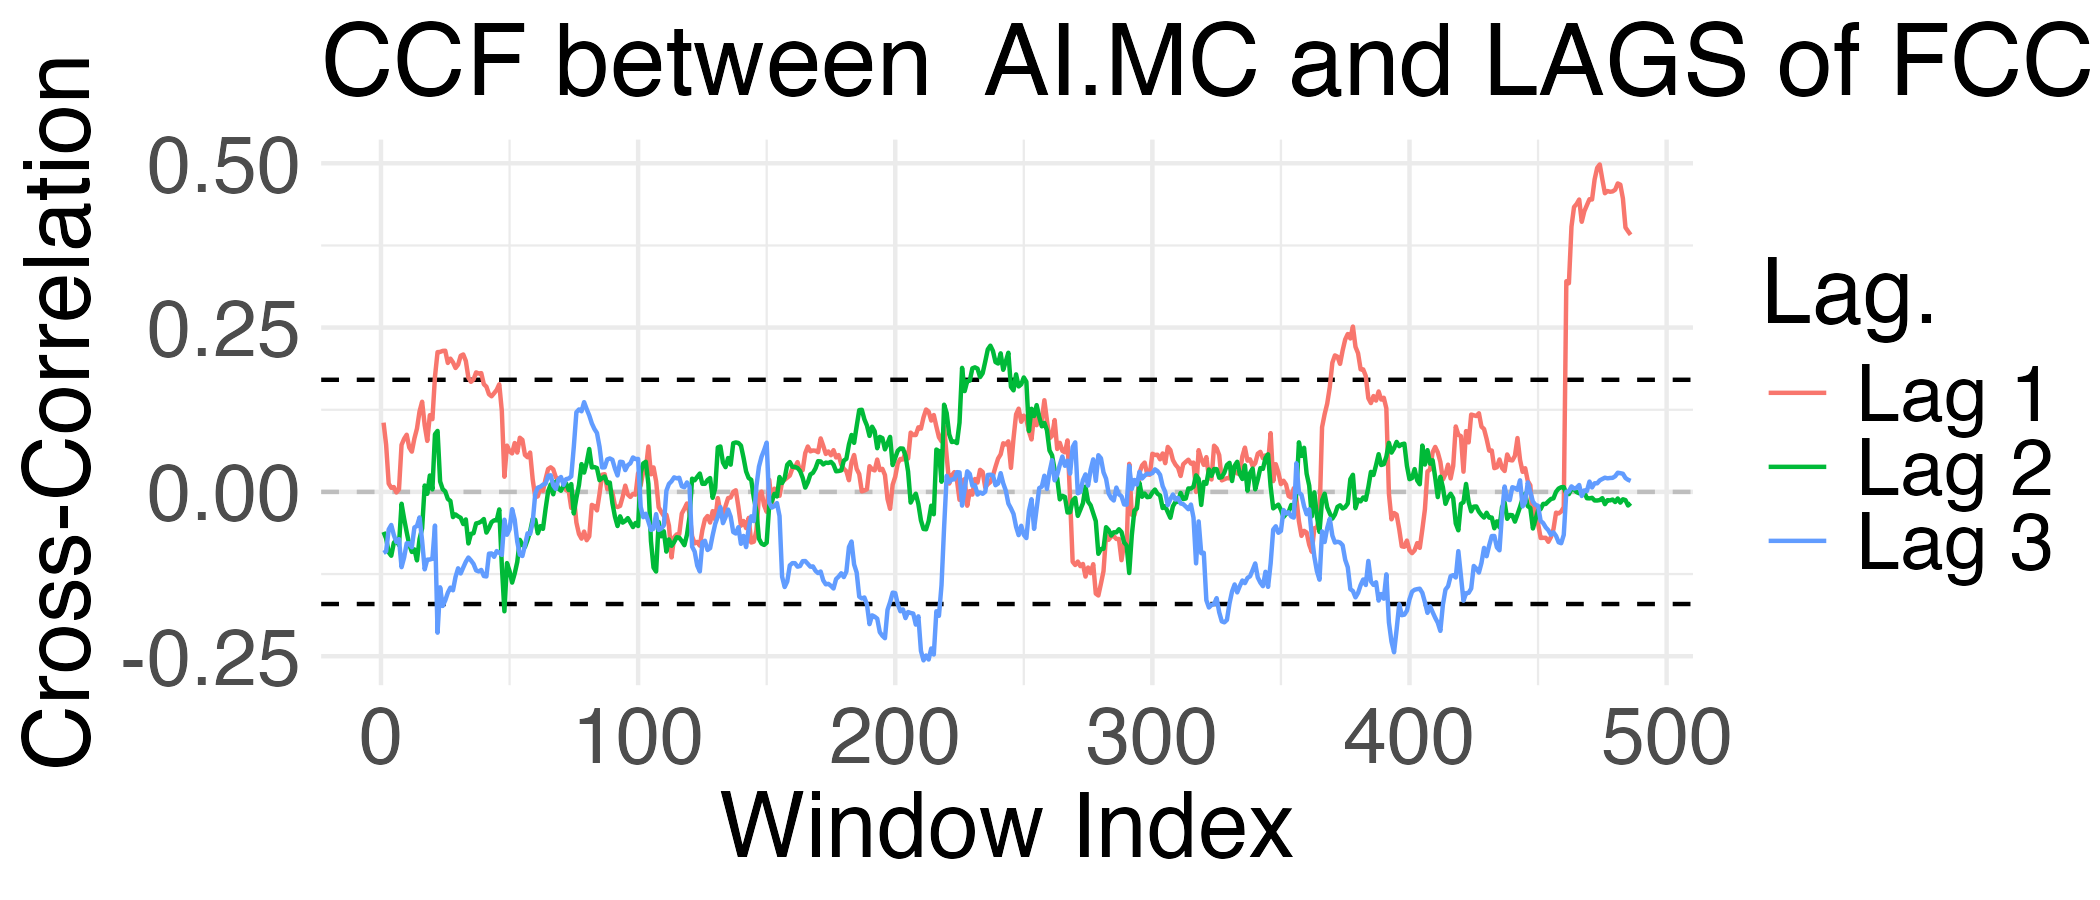 CCF between  AI.MC and LAGS of FCC
Cross-Correlation
0.50
0.25
0.00
-0.25
0
100
200
300
400
500
Window Index
Lag.
Lag 1
Lag 2
Lag 3